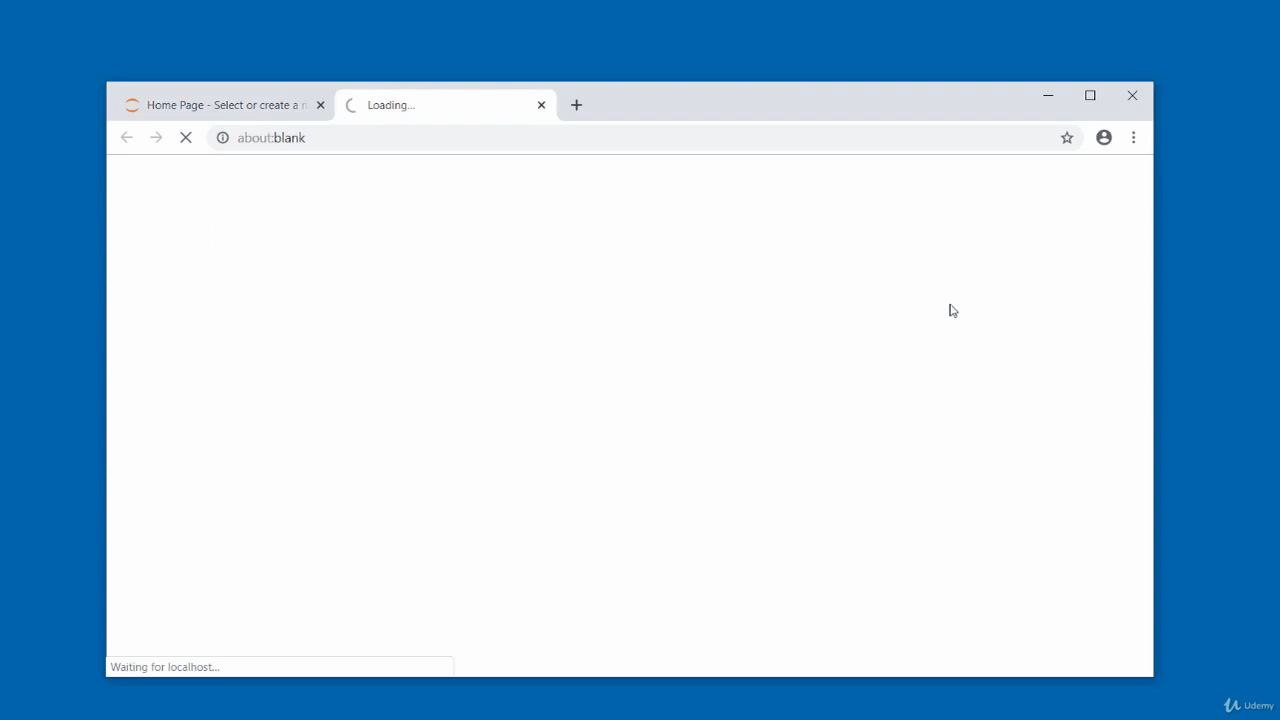 Home Page - Select or create a n
Loading...
about:blank
Waiting for localhost...
Udemy